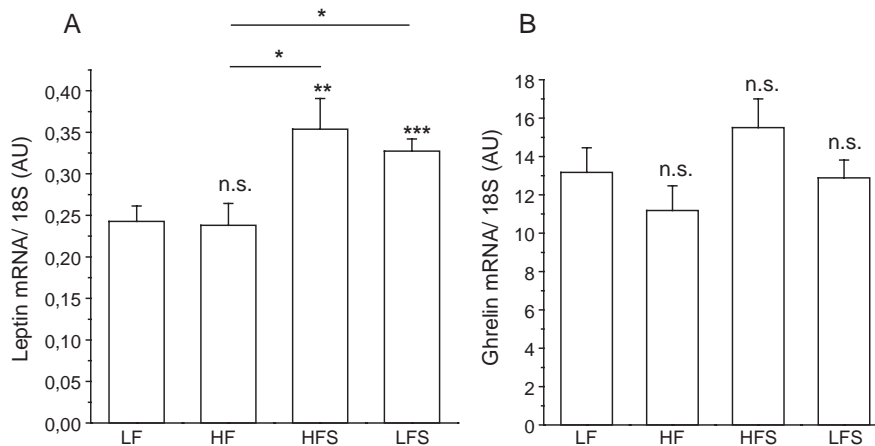 A
*
*
Leptin mRNA/ 18S (AU)
0,40
0,35
0,30
0,25
0,20
0,15
0,10
0,05
0,00
n.s.
**
***
LF HF HFS LFS
B
Ghrelin mRNA/ 18S (AU)
18
16
14
12
10
8
6
4
2
0
n.s.
n.s.
n.s.
LF HF HFS LFS